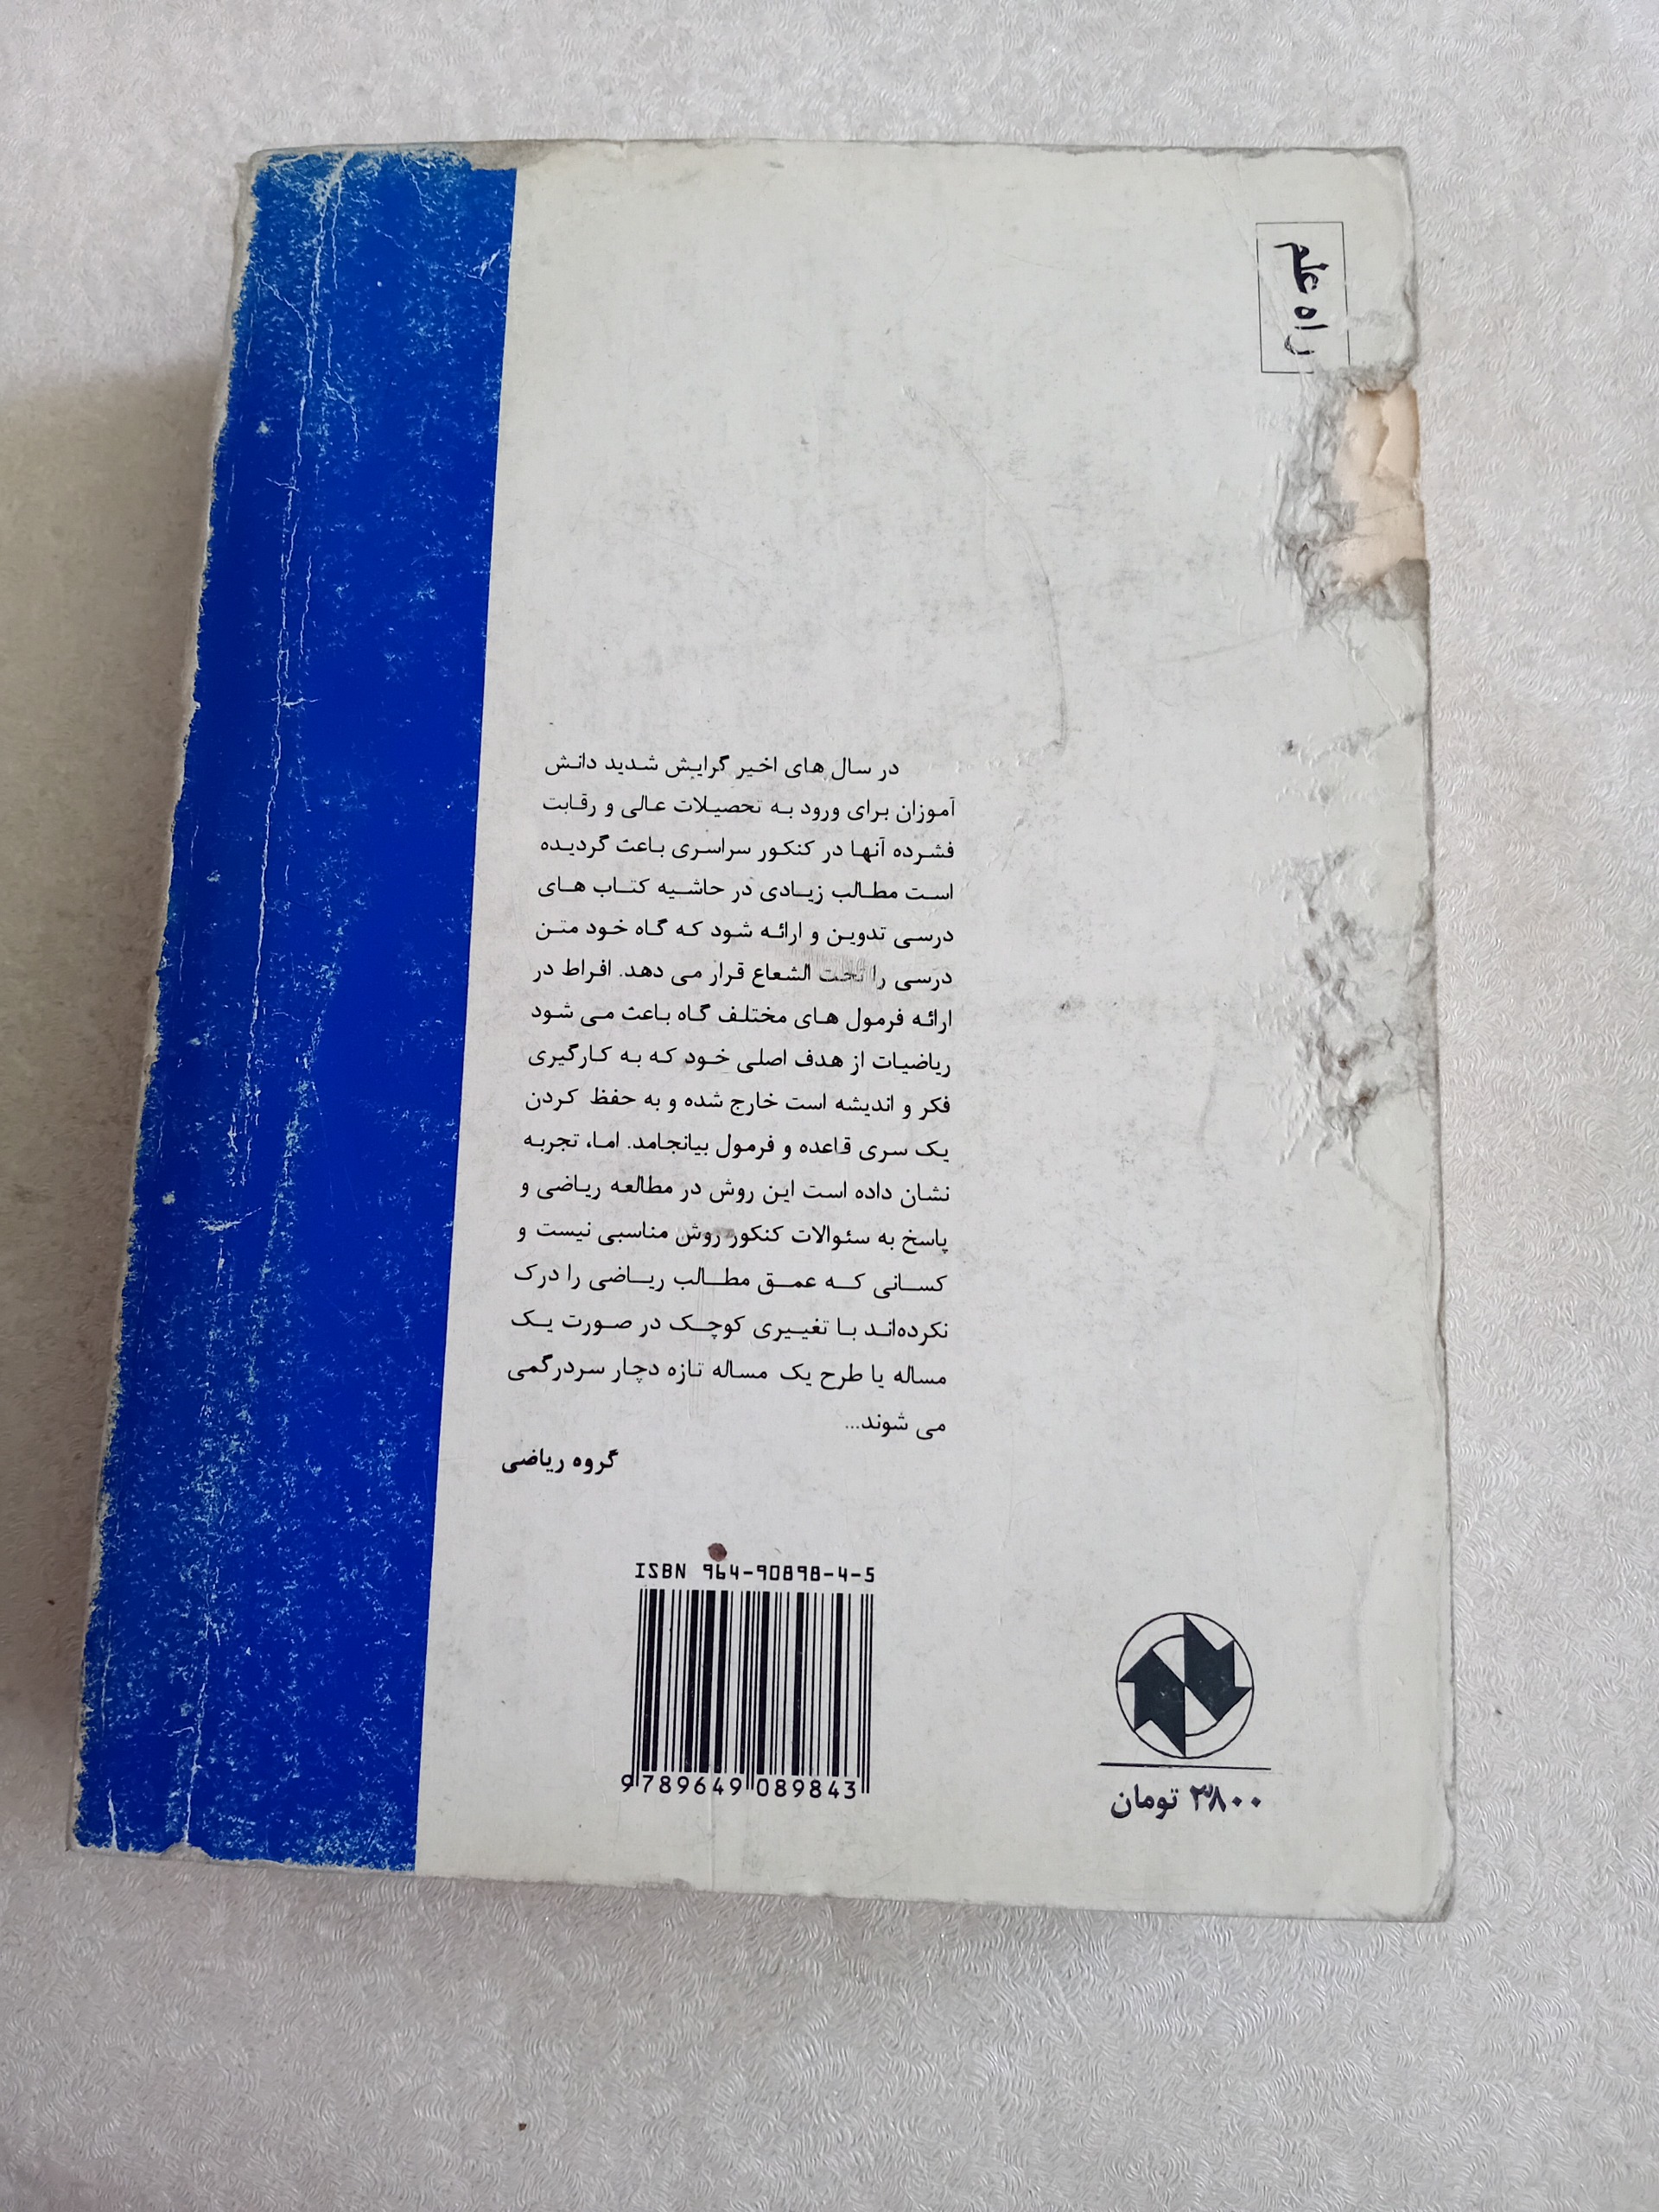 راه علم
در سال های اخیر گرایش شدید دانش
آموزان برای ورود به تحصیلات عالی و رقابت
فشرده آنها در کنکور سراسری باعث گردیده
است مطالب زیادی در حاشیه کتاب های
درسی تدوین و ارائه شود که گاه خود متن
درسی را تحت الشعاع قرار می دهد. افراط در
ارائه فرمول های مختلف گاه باعث می شود
ریاضیات از هدف اصلی خود که به کارگیری
فکر و اندیشه است خارج شده و به حفظ کردن
یک سری قاعده و فرمول بیانجامد. اما، تجربه
نشان داده است این روش در مطالعه ریاضی و
پاسخ به سئوالات کنکور روش مناسبی نیست و
کسانی که عمق مطالب ریاضی را درک
نکرده‌اند با تغییری کوچک در صورت یک
مساله یا طرح یک مساله تازه دچار سردرگمی
می شوند...
گروه ریاضی
ISBN 964-90898-4-5
9 789649 089843
تومان